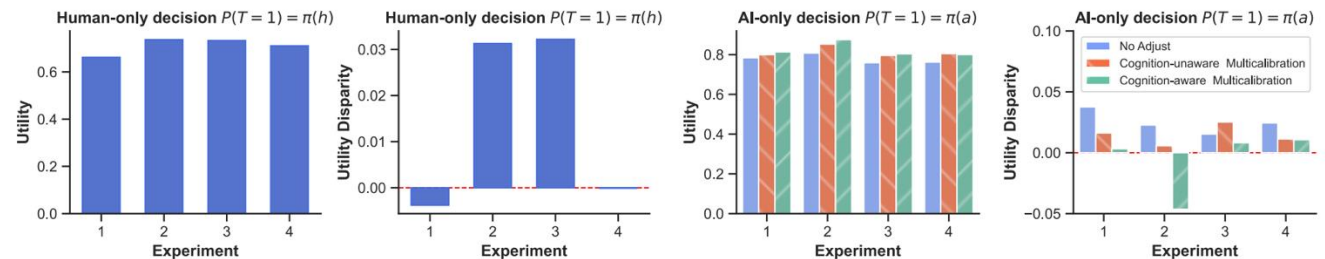 Human-only decision P(T = 1) = π(h)
Utility
0.6
0.4
0.2
0.0
1 2 3 4
Experiment
Human-only decision P(T = 1) = π(h)
Utility Disparity
0.03
0.02
0.01
0.00
1 2 3 4
Experiment
AI-only decision P(T = 1) = π(a)
Utility
0.8
0.6
0.4
0.2
0.0
1 2 3 4
Experiment
AI-only decision P(T = 1) = π(a)
Utility Disparity
0.10
0.05
0.00
−0.05
No Adjust
Cognition-unaware Multicalibration
Cognition-aware Multicalibration
1 2 3 4
Experiment